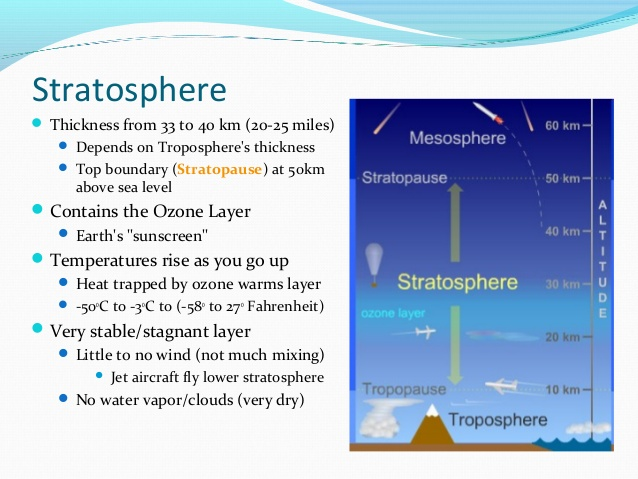 Stratosphere
Thickness from 33 to 40 km (20-25 miles)
Depends on Troposphere's thickness
Top boundary (Stratopause) at 50km
above sea level
Contains the Ozone Layer
Earth's "sunscreen"
Temperatures rise as you go up
Heat trapped by ozone warms layer
-50°C to -3°C to (-58° to 27° Fahrenheit)
Very stable/stagnant layer
Little to no wind (not much mixing)
Jet aircraft fly lower stratosphere
No water vapor/clouds (very dry)
60 km
Mesosphere
Stratopause
50 km
40 km
Stratosphere
30 km
ozone layer
20 km
Tropopause
10 km
Troposphere
ALTITUDE